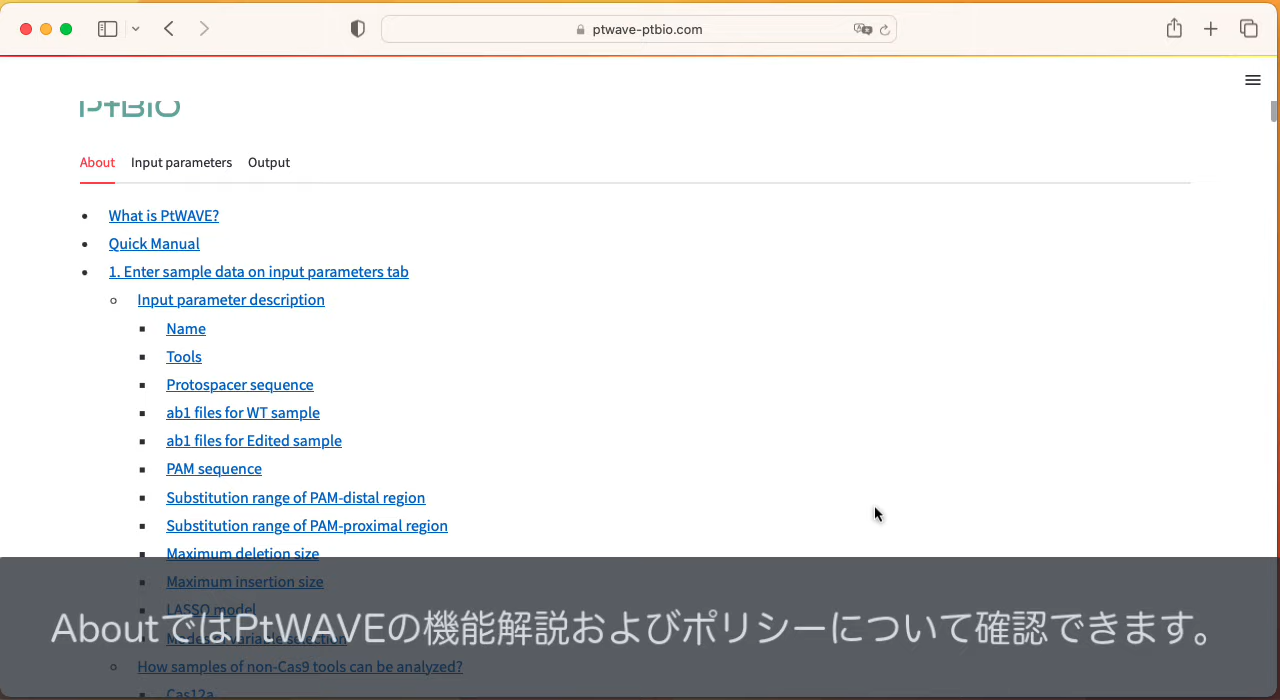 ptwave-ptbio.com
PtBIO
About Input parameters Output
What is PtWAVE?
Quick Manual
1. Enter sample data on input parameters tab
Input parameter description
Name
Tools
Protospacer sequence
ab1 files for WT sample
ab1 files for Edited sample
PAM sequence
Substitution range of PAM-distal region
Substitution range of PAM-proximal region
Maximum deletion size
Maximum insertion size
LASSO model
AboutではPtWAVEの機能解説およびポリシーについて確認できます。
Modes of variable selection
How samples of non-Cas9 tools can be analyzed?
Cas12a